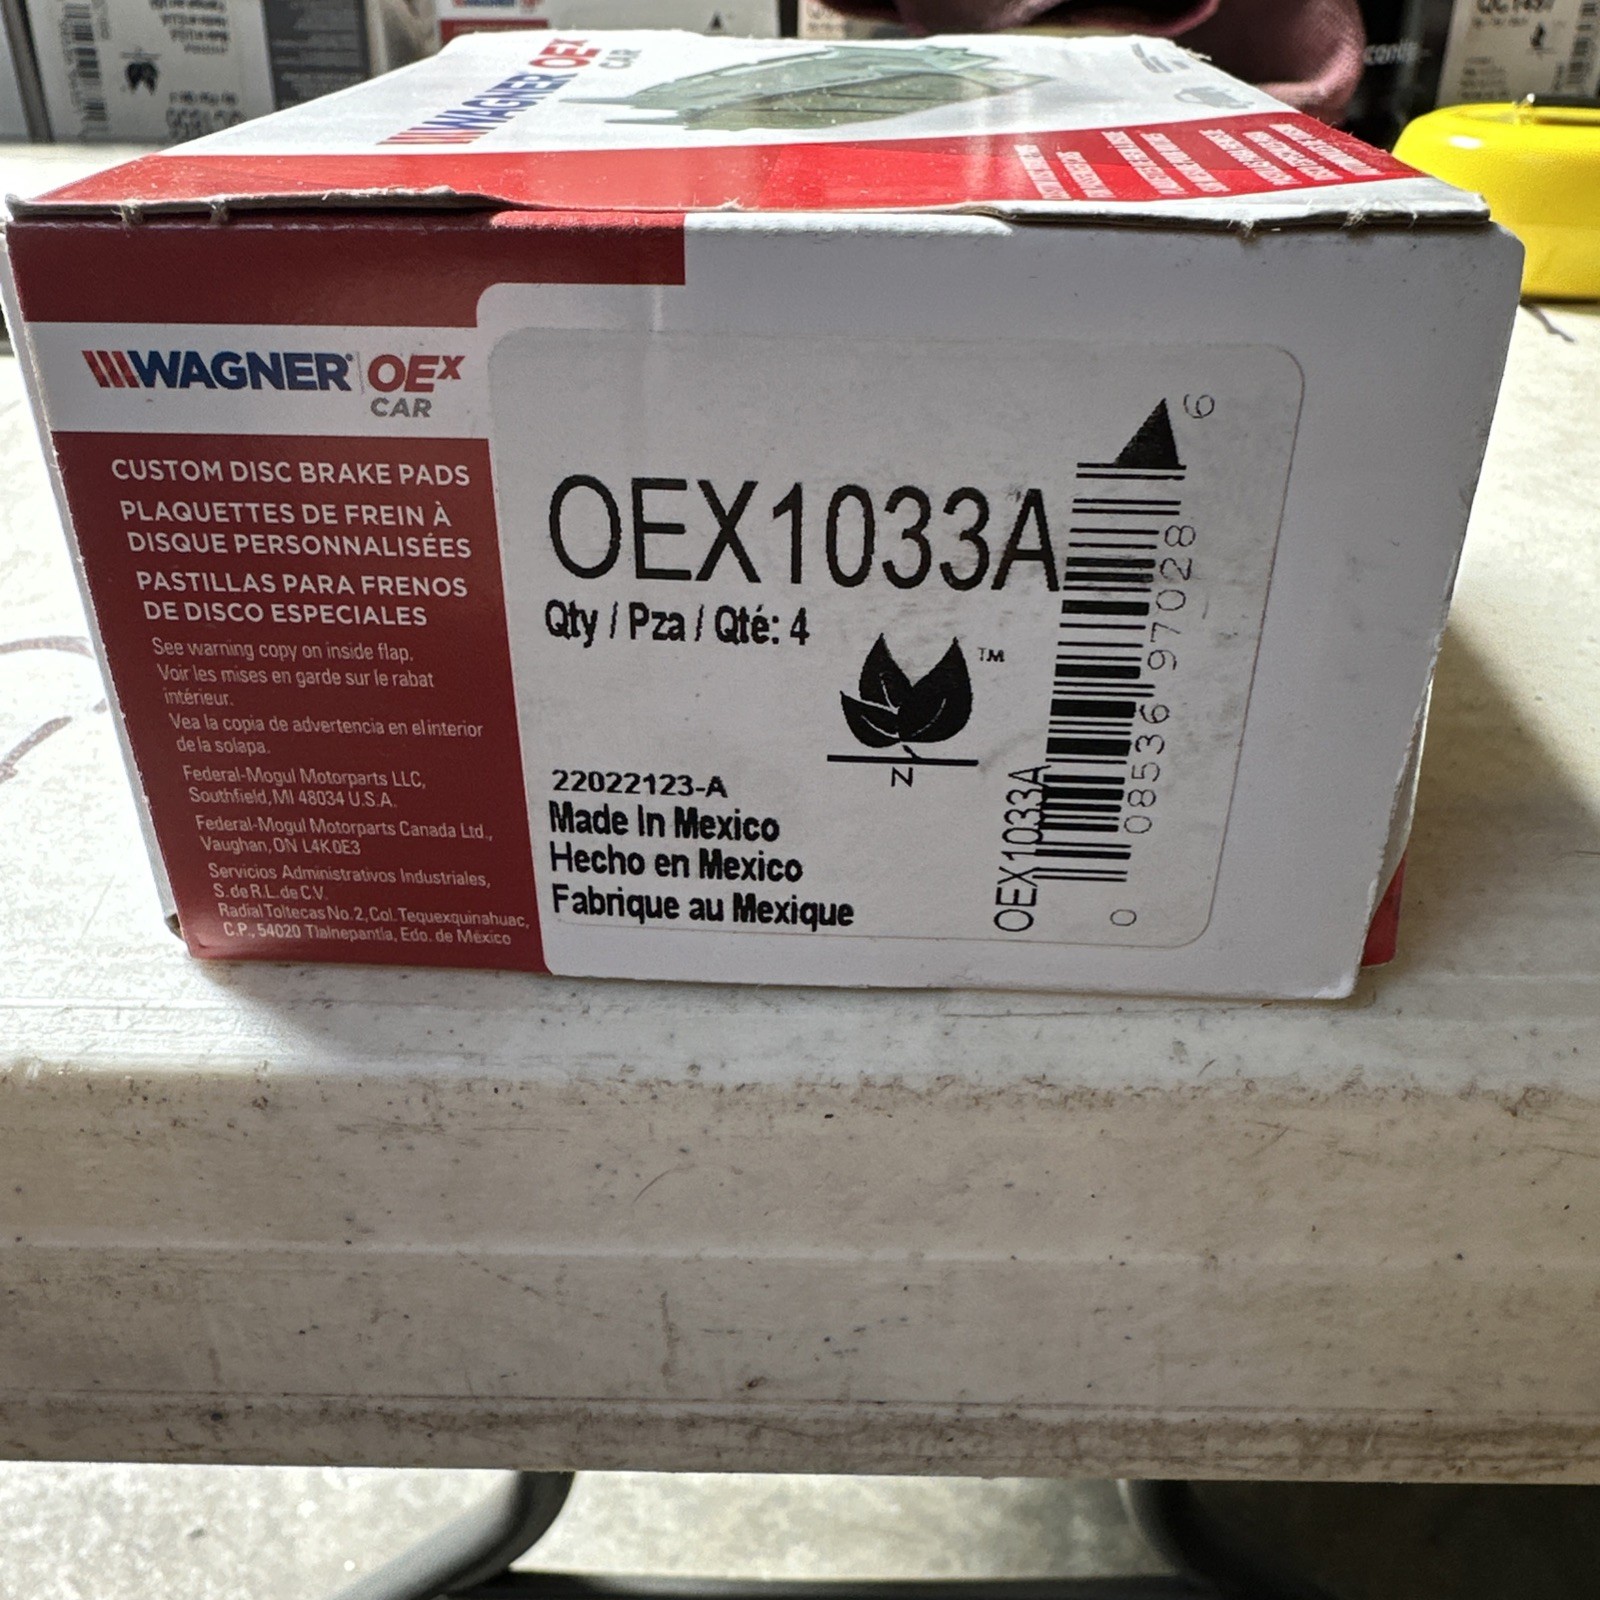 WAGNER OEX
CAR
WAGNER® OEX
CAR
CUSTOM DISC BRAKE PADS
PLAQUETTES DE FREIN À
DISQUE PERSONNALISÉES
PASTILLAS PARA FRENOS
DE DISCO ESPECIALES
See warning copy on inside flap.
Voir les mises en garde sur le rabat
intérieur.
Vea la copia de advertencia en el interior
de la solapa.
Federal-Mogul Motorparts LLC,
Southfield, MI 48034 U.S.A.
Federal-Mogul Motorparts Canada Ltd.,
Vaughan, ON L4K 0E3
Servicios Administrativos Industriales,
S. de R.L. de C.V.
Radial Toltecas No. 2, Col. Tequexquinahuac,
C.P., 54020 Tlalnepantla, Edo. de México
OEX1033A
Qty / Pza / Qté: 4
TM
N
22022123-A
Made In Mexico
Hecho en Mexico
Fabrique au Mexique
OEX1033A
0 08536 97028 6